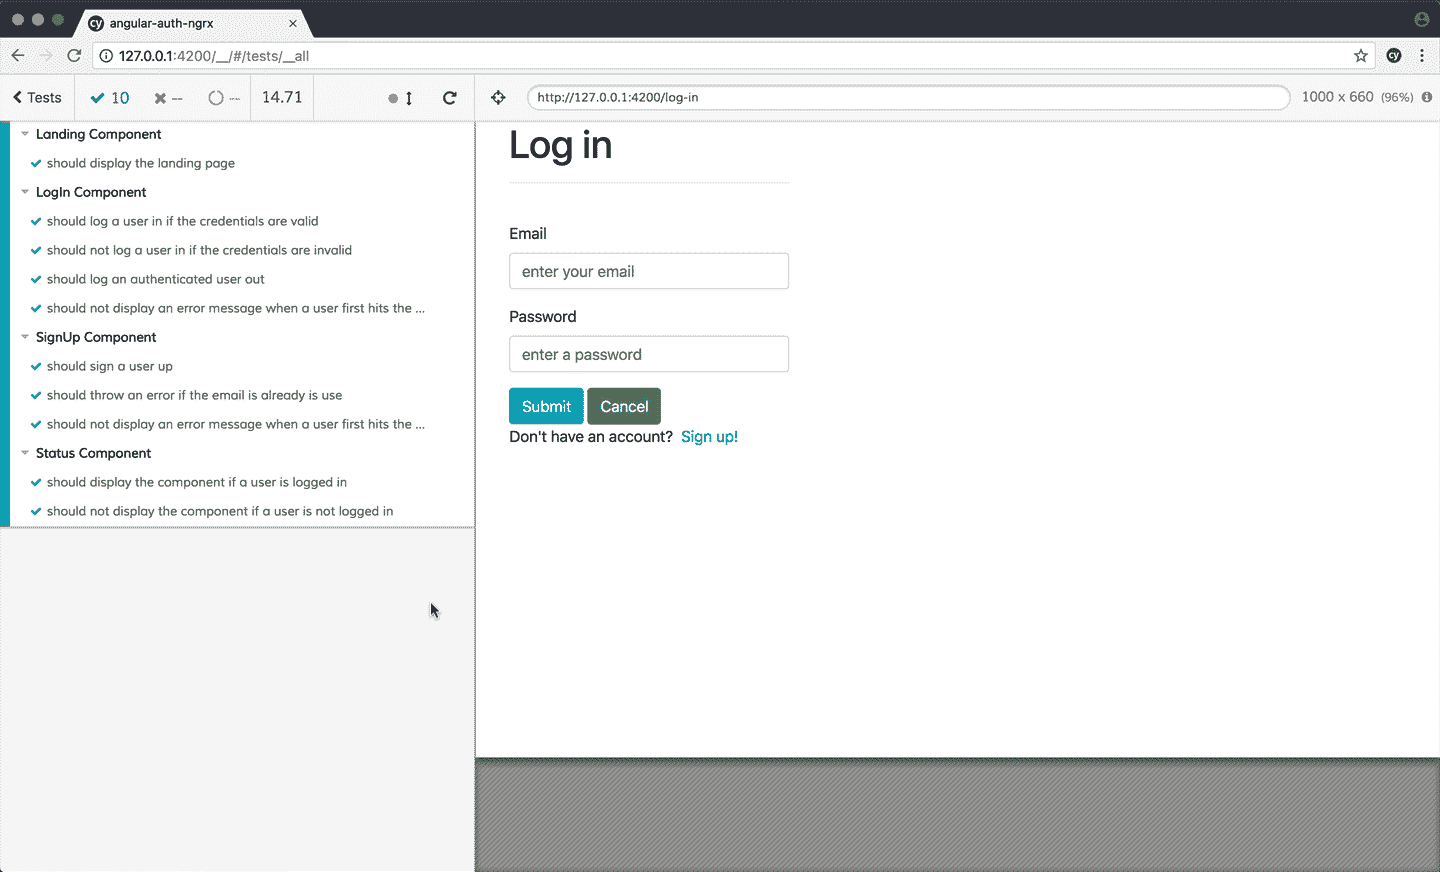 cy angular-auth-ngrx ×
127.0.0.1:4200/__/#/tests/__all cy
Tests 10 -- -- 14.71 http://127.0.0.1:4200/log-in 1000 x 660 (96%)
Landing Component
should display the landing page
LogIn Component
should log a user in if the credentials are valid
should not log a user in if the credentials are invalid
should log an authenticated user out
should not display an error message when a user first hits the ...
SignUp Component
should sign a user up
should throw an error if the email is already is use
should not display an error message when a user first hits the ...
Status Component
should display the component if a user is logged in
should not display the component if a user is not logged in
Log in
Email
enter your email
Password
enter a password
Submit Cancel
Don't have an account? Sign up!